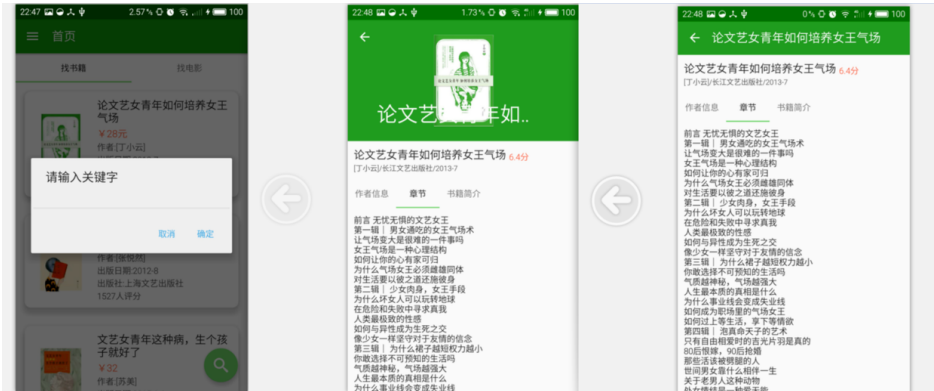 22:47
2.57%
100
首页
找书籍
找电影
论文艺女青年如何培养女王
气场
￥28元
作者[丁小云]
请输入关键字
取消
确定
作者[张悦然]
出版日期:2012-8
出版社:上海文艺出版社
1527人评分
文艺女青年这种病，生个孩
子就好了
￥32
作者[苏美]
22:48
1.73%
100
论文艺女青年如..
论文艺女青年如何培养女王气场 6.4分
[丁小云]/长江文艺出版社/2013-7
作者信息
章节
书籍简介
前言 无忧无惧的文艺女王
第一辑｜ 男女通吃的女王气场术
让气场变大是很难的一件事吗
女王气场是一种心理结构
如何让你的心有家可归
为什么气场女王必须雌雄同体
对生活要以彼之道还施彼身
第二辑｜ 少女肉身，女王手段
为什么坏女人可以玩转地球
在危险和失败中寻求真我
人类最极致的性感
如何与异性成为生死之交
像少女一样坚守对于友情的信念
第三辑｜ 为什么裙子越短权力越小
你敢选择不可预知的生活吗
气质越神秘，气场越强大
人生最本质的真相是什么
为什么事业线会变成失业线
22:48
0%
100
论文艺女青年如何培养女王气场
论文艺女青年如何培养女王气场 6.4分
[丁小云]/长江文艺出版社/2013-7
作者信息
章节
书籍简介
前言 无忧无惧的文艺女王
第一辑｜ 男女通吃的女王气场术
让气场变大是很难的一件事吗
女王气场是一种心理结构
如何让你的心有家可归
为什么气场女王必须雌雄同体
对生活要以彼之道还施彼身
第二辑｜ 少女肉身，女王手段
为什么坏女人可以玩转地球
在危险和失败中寻求真我
人类最极致的性感
如何与异性成为生死之交
像少女一样坚守对于友情的信念
第三辑｜ 为什么裙子越短权力越小
你敢选择不可预知的生活吗
气质越神秘，气场越强大
人生最本质的真相是什么
为什么事业线会变成失业线
如何成为职场里的气场女王
如何过上等生活，享下等情欲
第四辑｜ 泡真命天子的艺术
只有自由相爱时的吉光片羽是真的
80后恨嫁，90后抢婚
那些活该被劈腿的人
世间男女靠什么相伴一生
关于老男人这种动物